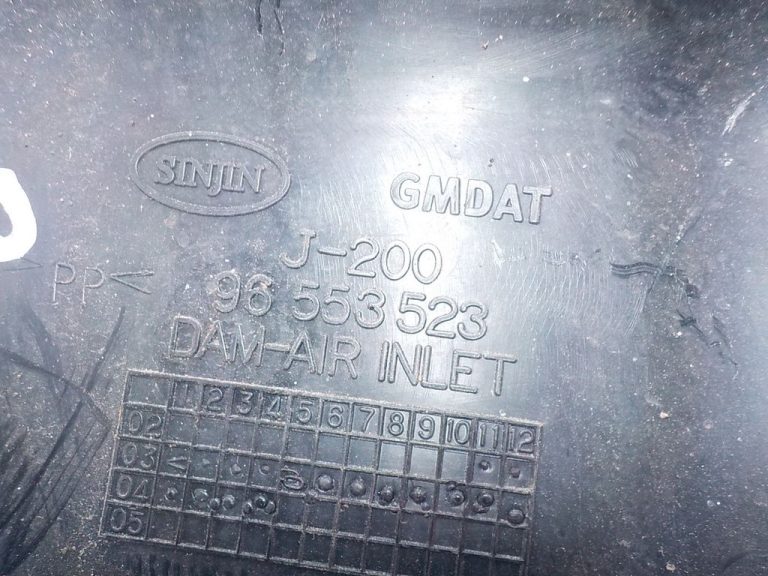 SINJIN GMDAT
J-200
>PP<
96 553 523
DAM-AIR INLET
1 2 3 4 5 6 7 8 9 10 11 12
02
03
04
05